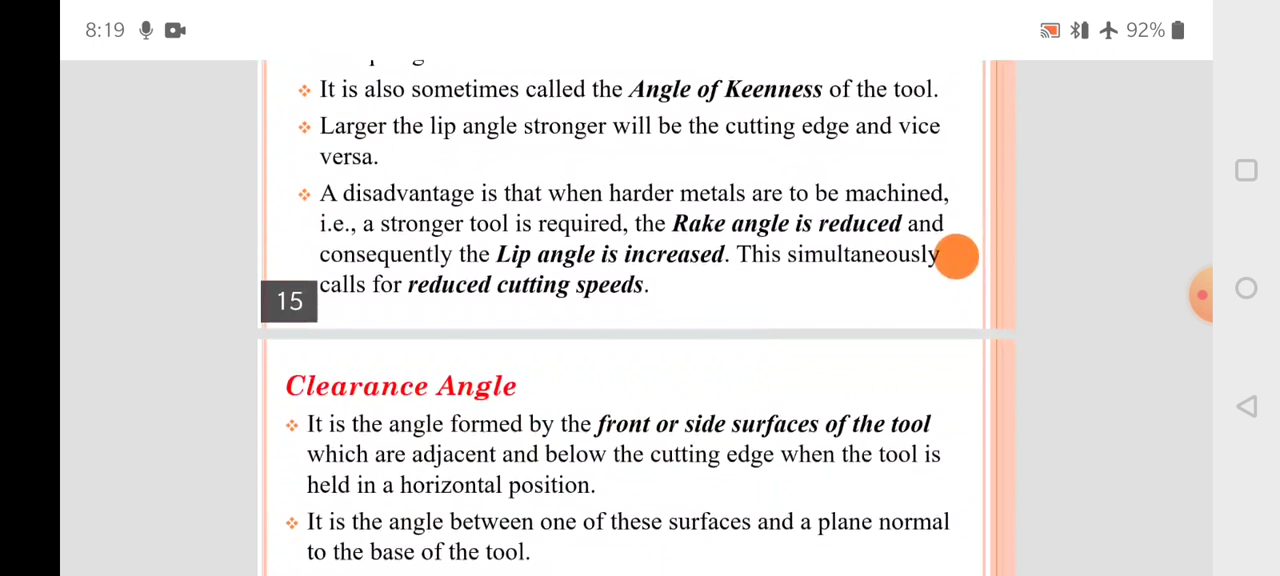 8:19
92%
It is also sometimes called the Angle of Keenness of the tool.
Larger the lip angle stronger will be the cutting edge and vice
versa.
A disadvantage is that when harder metals are to be machined,
i.e., a stronger tool is required, the Rake angle is reduced and
consequently the Lip angle is increased. This simultaneously
calls for reduced cutting speeds.
15
Clearance Angle
It is the angle formed by the front or side surfaces of the tool
which are adjacent and below the cutting edge when the tool is
held in a horizontal position.
It is the angle between one of these surfaces and a plane normal
to the base of the tool.